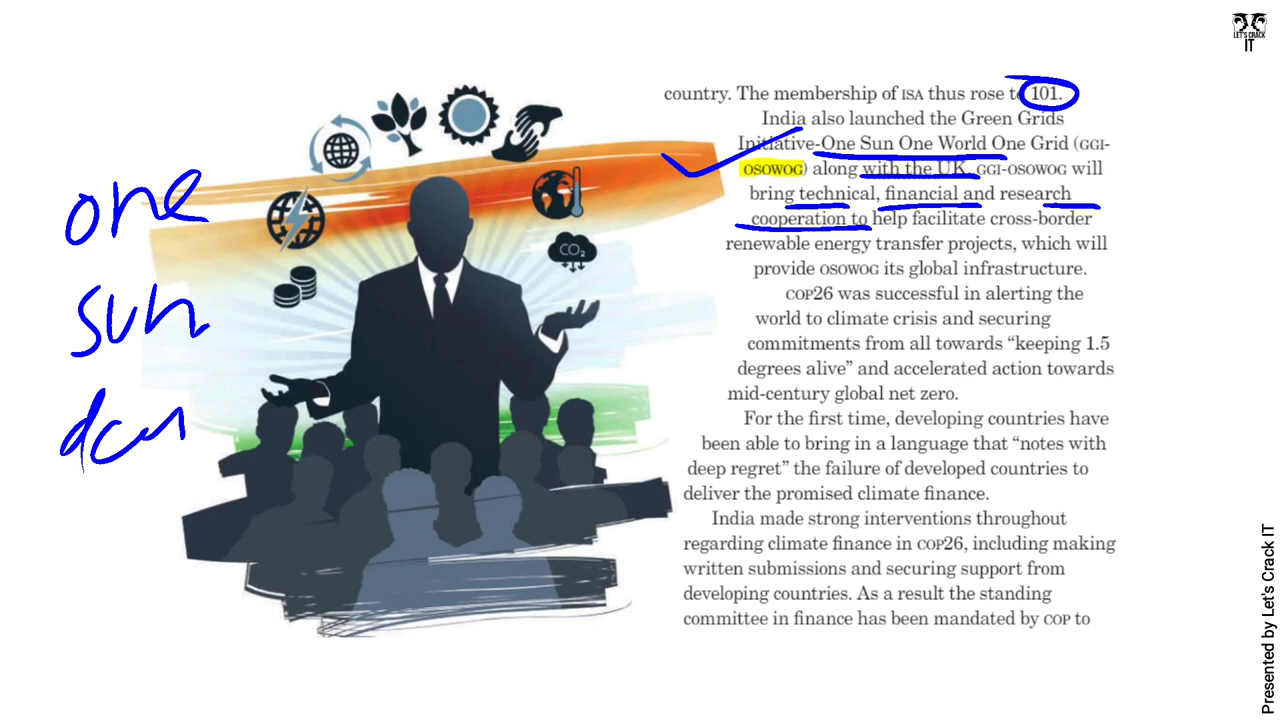 LET'S CRACK
IT
country. The membership of ISA thus rose to 101.
India also launched the Green Grids
Initiative-One Sun One World One Grid (GGI-
OSOWOG) along with the UK. GGI-OSOWOG will
bring technical, financial and research
cooperation to help facilitate cross-border
renewable energy transfer projects, which will
provide OSOWOG its global infrastructure.
COP26 was successful in alerting the
world to climate crisis and securing
commitments from all towards “keeping 1.5
degrees alive” and accelerated action towards
mid-century global net zero.
For the first time, developing countries have
been able to bring in a language that “notes with
deep regret” the failure of developed countries to
deliver the promised climate finance.
India made strong interventions throughout
regarding climate finance in COP26, including making
written submissions and securing support from
developing countries. As a result the standing
committee in finance has been mandated by COP to
one
sun
CO2
Presented by Let's Crack IT